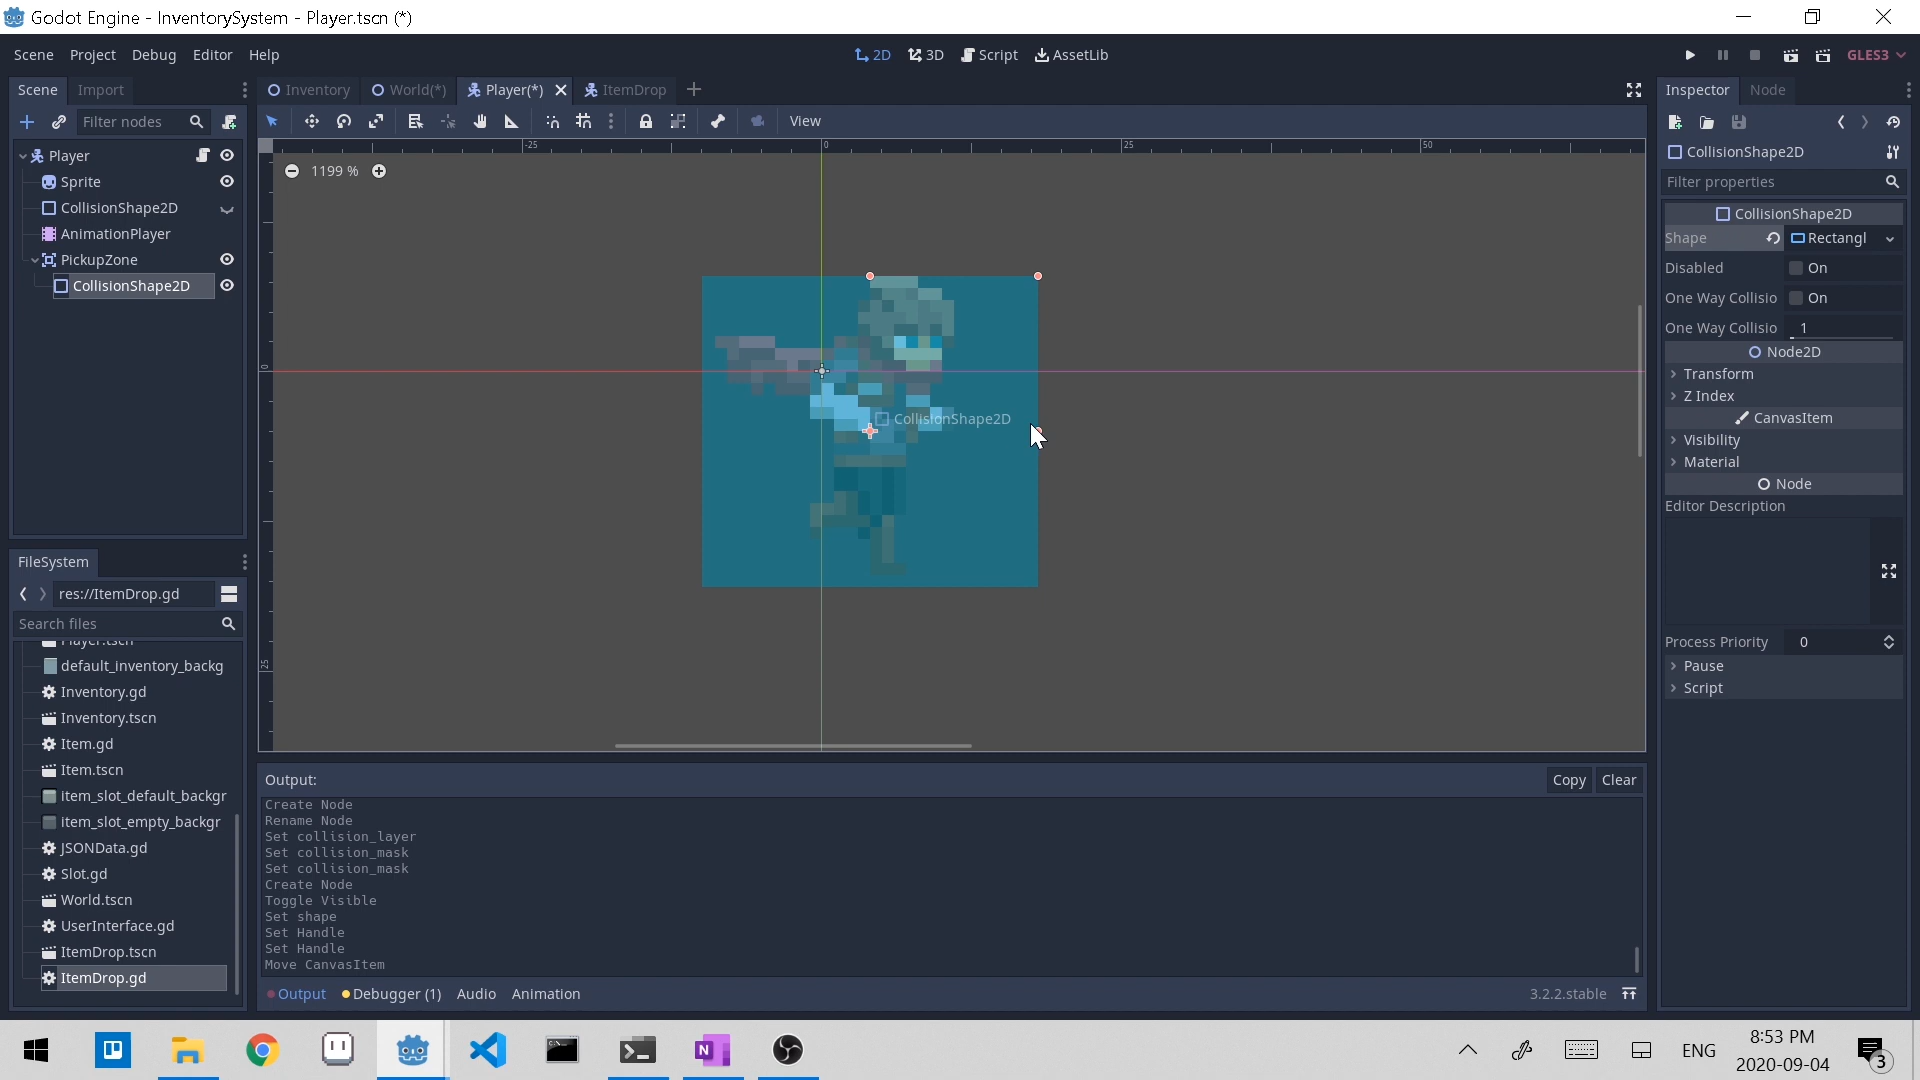 Godot Engine - InventorySystem - Player.tscn (*)
Scene Project Debug Editor Help
2D 3D Script AssetLib
GLES3
Scene Import
Inventory World(*) Player(*) ItemDrop
Inspector Node
Filter nodes
View
CollisionShape2D
Filter properties
Player
Sprite
CollisionShape2D
AnimationPlayer
PickupZone
CollisionShape2D
-25 0 25 50
1199 %
0
25
CollisionShape2D
CollisionShape2D
Shape Rectangl
Disabled On
One Way Collisio On
One Way Collisio 1
Node2D
Transform
Z Index
CanvasItem
Visibility
Material
Node
Editor Description
Process Priority 0
Pause
Script
FileSystem
res://ItemDrop.gd
Search files
Player.tscn
default_inventory_backg
Inventory.gd
Inventory.tscn
Item.gd
Item.tscn
item_slot_default_backgr
item_slot_empty_backgr
JSONData.gd
Slot.gd
World.tscn
UserInterface.gd
ItemDrop.tscn
ItemDrop.gd
Output:
Copy Clear
Create Node
Rename Node
Set collision_layer
Set collision_mask
Set collision_mask
Create Node
Toggle Visible
Set shape
Set Handle
Set Handle
Move CanvasItem
Output Debugger (1) Audio Animation
3.2.2.stable
ENG
8:53 PM
2020-09-04
3